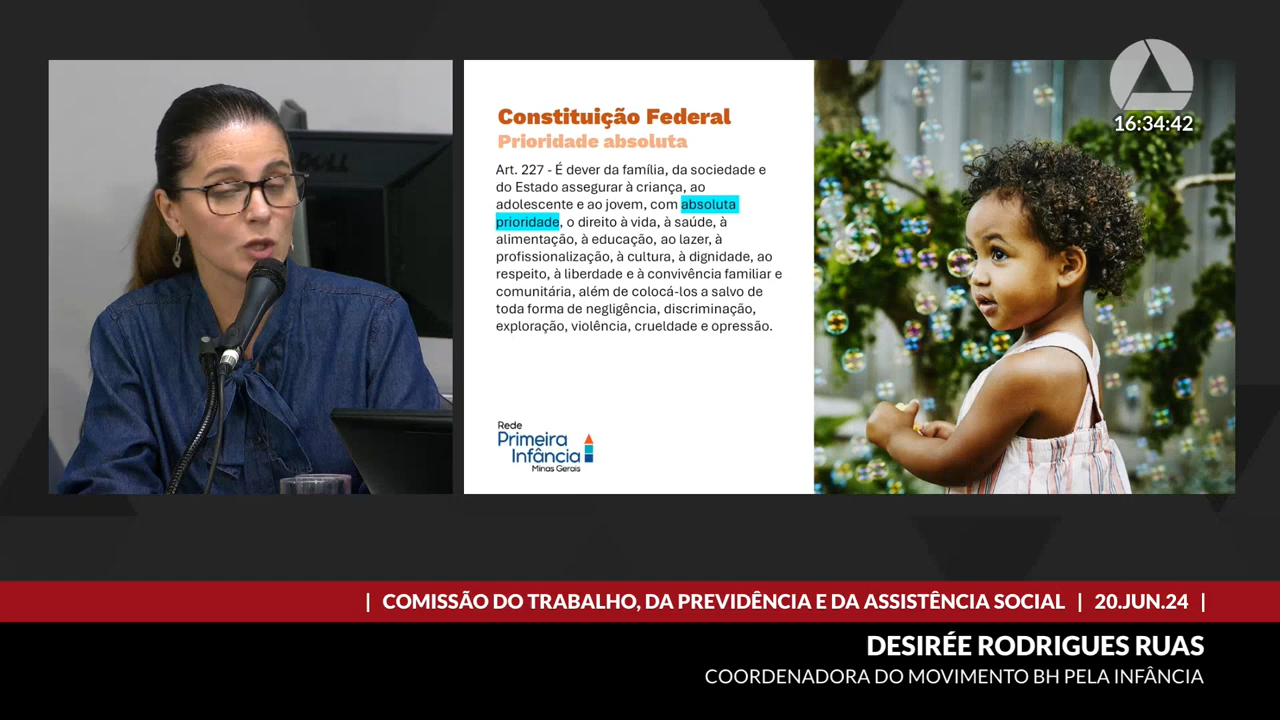 16:34:42
DELL
Constituição Federal
Prioridade absoluta
Art. 227 - É dever da família, da sociedade e
do Estado assegurar à criança, ao
adolescente e ao jovem, com absoluta
prioridade, o direito à vida, à saúde, à
alimentação, à educação, ao lazer, à
profissionalização, à cultura, à dignidade, ao
respeito, à liberdade e à convivência familiar e
comunitária, além de colocá-los a salvo de
toda forma de negligência, discriminação,
exploração, violência, crueldade e opressão.
Rede
Primeira
Infância
Minas Gerais
| COMISSÃO DO TRABALHO, DA PREVIDÊNCIA E DA ASSISTÊNCIA SOCIAL | 20.JUN.24 |
DESIRÉE RODRIGUES RUAS
COORDENADORA DO MOVIMENTO BH PELA INFÂNCIA